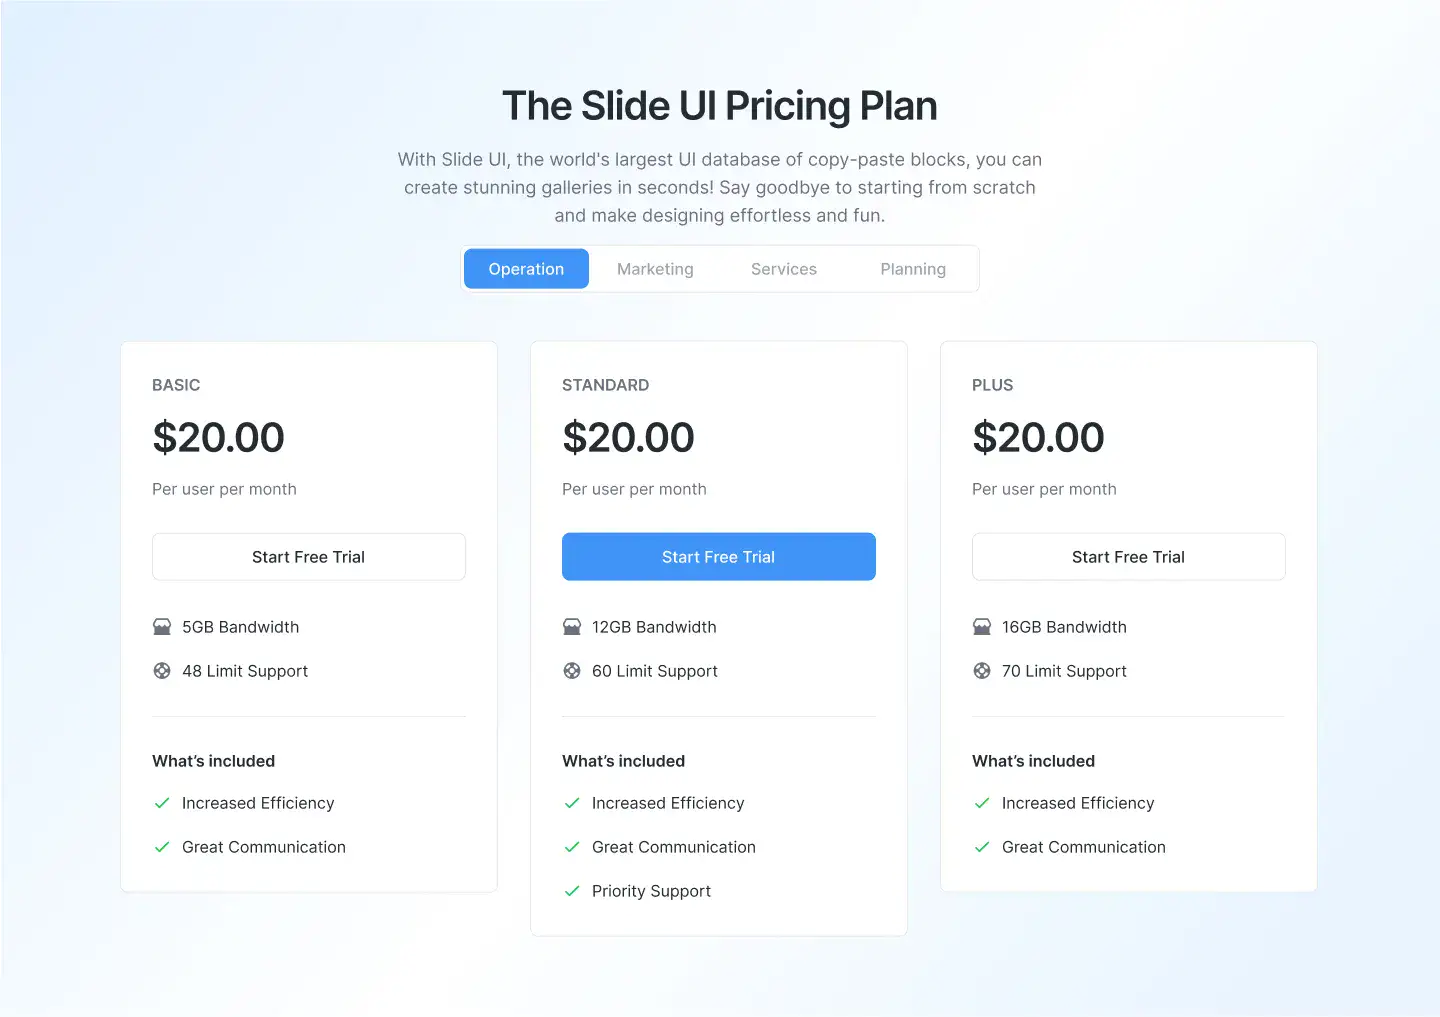 The Slide UI Pricing Plan
With Slide UI, the world's largest UI database of copy-paste blocks, you can
create stunning galleries in seconds! Say goodbye to starting from scratch
and make designing effortless and fun.
Operation
Marketing
Services
Planning
BASIC
$20.00
Per user per month
Start Free Trial
5GB Bandwidth
48 Limit Support
What’s included
Increased Efficiency
Great Communication
STANDARD
$20.00
Per user per month
Start Free Trial
12GB Bandwidth
60 Limit Support
What’s included
Increased Efficiency
Great Communication
Priority Support
PLUS
$20.00
Per user per month
Start Free Trial
16GB Bandwidth
70 Limit Support
What’s included
Increased Efficiency
Great Communication